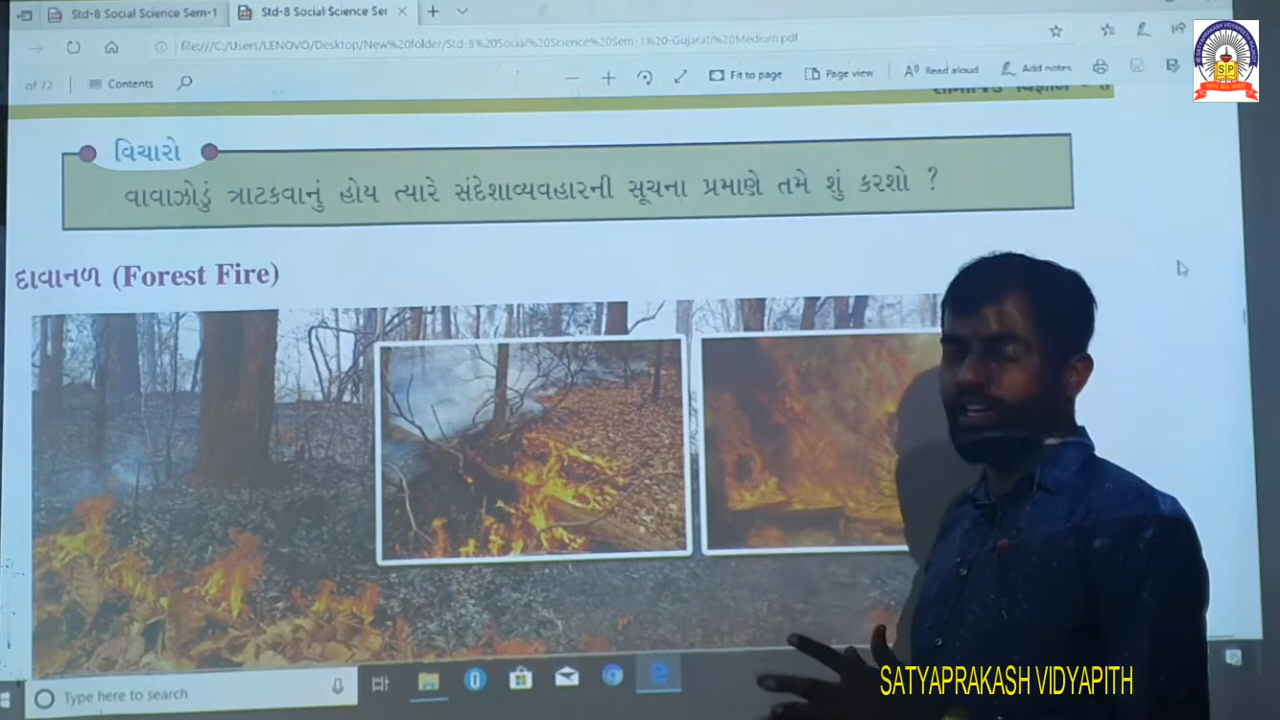 Std-8 Social Science Sem-1
Std-8 Social Science Ser
file:///C:/Users/LENOVO/Desktop/New%20folder/Std-8%20Social%20Science%20Sem-1%20-Gujarati%20Medium.pdf
of 72
Contents
Fit to page
Page view
Read aloud
Add notes
SP
વિચારો
વાવાઝોડું ત્રાટકવાનું હોય ત્યારે સંદેશાવ્યવહારની સૂચના પ્રમાણે તમે શું કરશો ?
દાવાનળ (Forest Fire)
Type here to search
SATYAPRAKASH VIDYAPITH